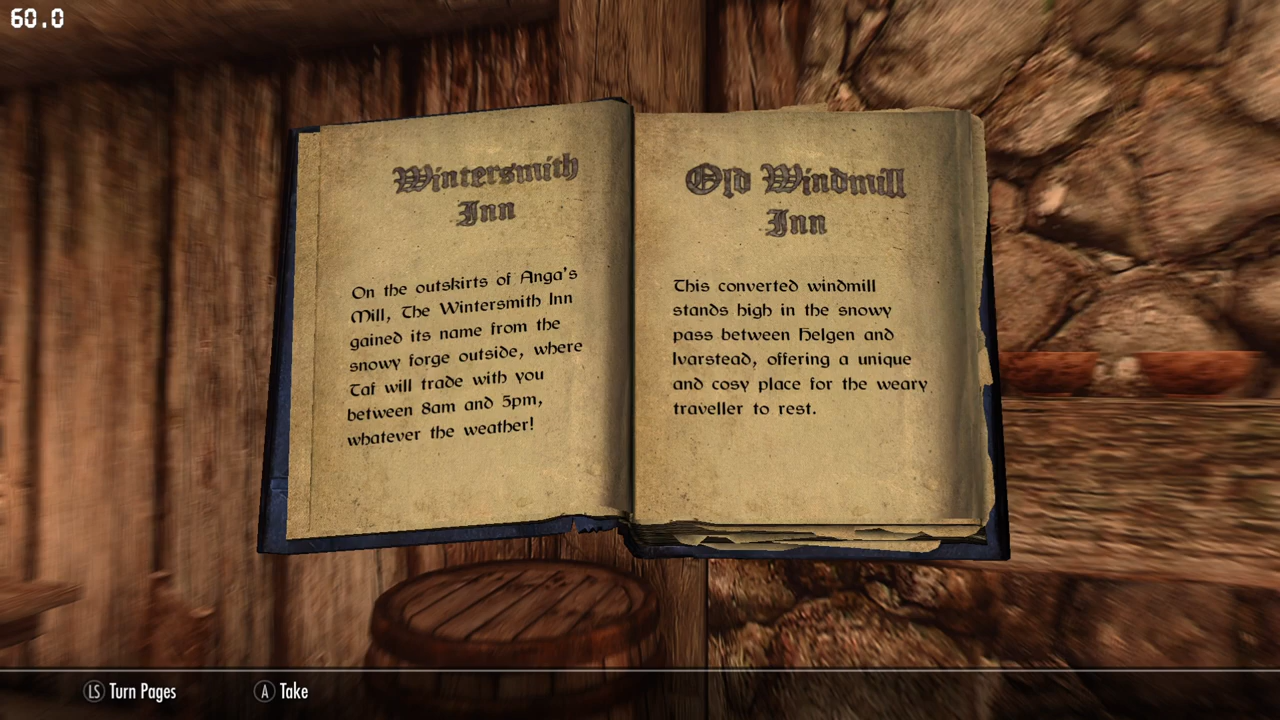 60.0
Wintersmith
Inn
On the outskirts of Anga's
Mill, The Wintersmith Inn
gained its name from the
snowy forge outside, where
Taf will trade with you
between 8am and 5pm,
whatever the weather!
Old Windmill
Inn
This converted windmill
stands high in the snowy
pass between Helgen and
Ivarstead, offering a unique
and cosy place for the weary
traveller to rest.
LS Turn Pages
A Take